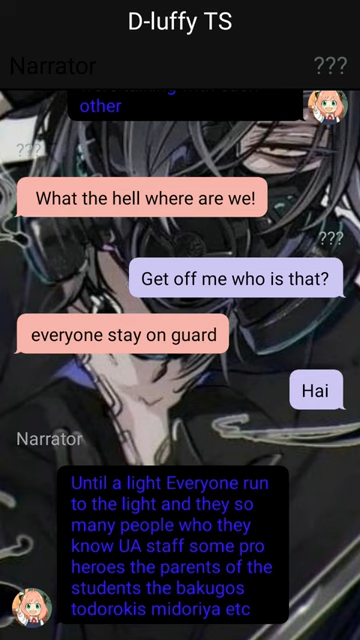 D-luffy TS
Narrator
???
other
???
What the hell where are we!
???
Get off me who is that?
everyone stay on guard
Hai
Narrator
Until a light Everyone run
to the light and they so
many people who they
know UA staff some pro
heroes the parents of the
students the bakugos
todorokis midoriya etc